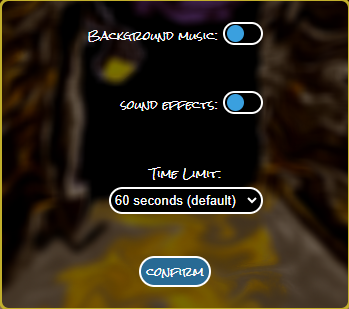 Background music:
sound effects:
Time Limit:
60 seconds (default)
CONFIRM